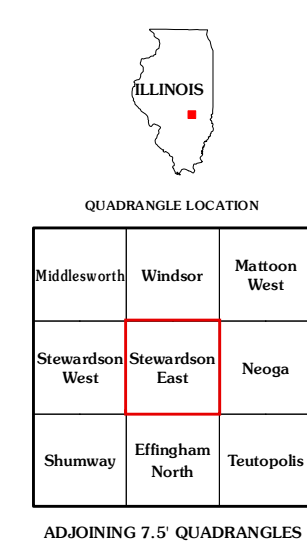 ILLINOIS
QUADRANGLE LOCATION
Middlesworth
Windsor
Mattoon
West
Stewardson
West
Stewardson
East
Neoga
Shumway
Effingham
North
Teutopolis
ADJOINING 7.5' QUADRANGLES